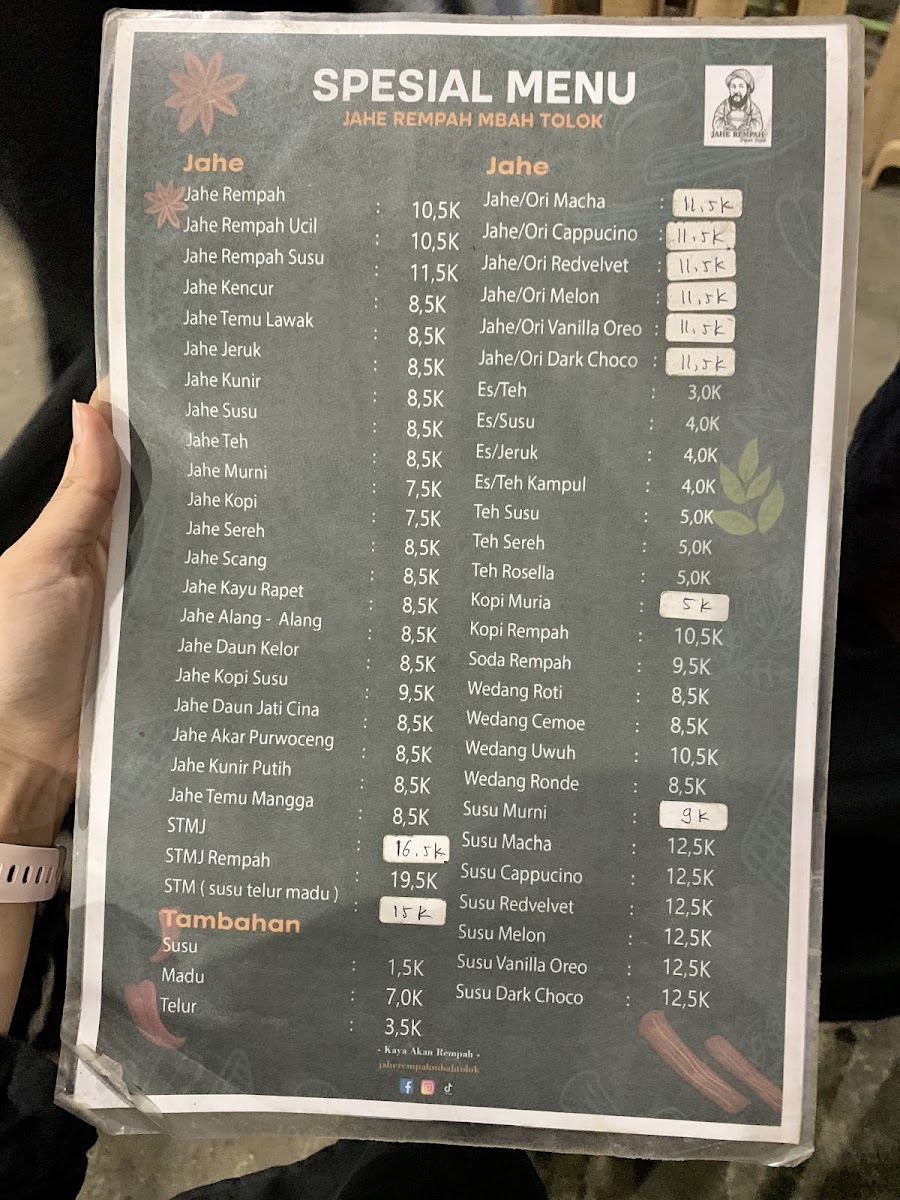 SPESIAL MENU
JAHE REMPAH MBAH TOLOK
JAHE REMPAH
Jahe
Jahe Rempah : 10,5K
Jahe Rempah Ucil : 10,5K
Jahe Rempah Susu : 11,5K
Jahe Kencur : 8,5K
Jahe Temu Lawak : 8,5K
Jahe Jeruk : 8,5K
Jahe Kunir : 8,5K
Jahe Susu : 8,5K
Jahe Teh : 8,5K
Jahe Murni : 7,5K
Jahe Kopi : 7,5K
Jahe Sereh : 8,5K
Jahe Scang : 8,5K
Jahe Kayu Rapet : 8,5K
Jahe Alang - Alang : 8,5K
Jahe Daun Kelor : 8,5K
Jahe Kopi Susu : 9,5K
Jahe Daun Jati Cina : 8,5K
Jahe Akar Purwoceng : 8,5K
Jahe Kunir Putih : 8,5K
Jahe Temu Mangga : 8,5K
STMJ : 16.5K
STMJ Rempah : 19,5K
STM ( susu telur madu ) : 15K
Tambahan
Susu : 1,5K
Madu : 7,0K
Telur : 3,5K
Jahe
Jahe/Ori Macha : 11,5K
Jahe/Ori Cappucino : 11,5K
Jahe/Ori Redvelvet : 11,5K
Jahe/Ori Melon : 11,5K
Jahe/Ori Vanilla Oreo : 11,5K
Jahe/Ori Dark Choco : 11,5K
Es/Teh : 3,0K
Es/Susu : 4,0K
Es/Jeruk : 4,0K
Es/Teh Kampul : 4,0K
Teh Susu : 5,0K
Teh Sereh : 5,0K
Teh Rosella : 5,0K
Kopi Muria : 5K
Kopi Rempah : 10,5K
Soda Rempah : 9,5K
Wedang Roti : 8,5K
Wedang Cemoe : 8,5K
Wedang Uwuh : 10,5K
Wedang Ronde : 8,5K
Susu Murni : 9K
Susu Macha : 12,5K
Susu Cappucino : 12,5K
Susu Redvelvet : 12,5K
Susu Melon : 12,5K
Susu Vanilla Oreo : 12,5K
Susu Dark Choco : 12,5K
- Kaya Akan Rempah -
jaherempahmbahtolok